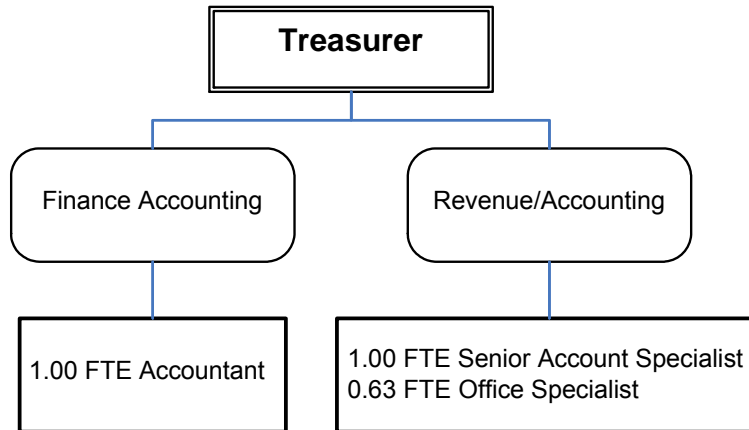 Treasurer
Finance Accounting
Revenue/Accounting
1.00 FTE Accountant
1.00 FTE Senior Account Specialist
0.63 FTE Office Specialist